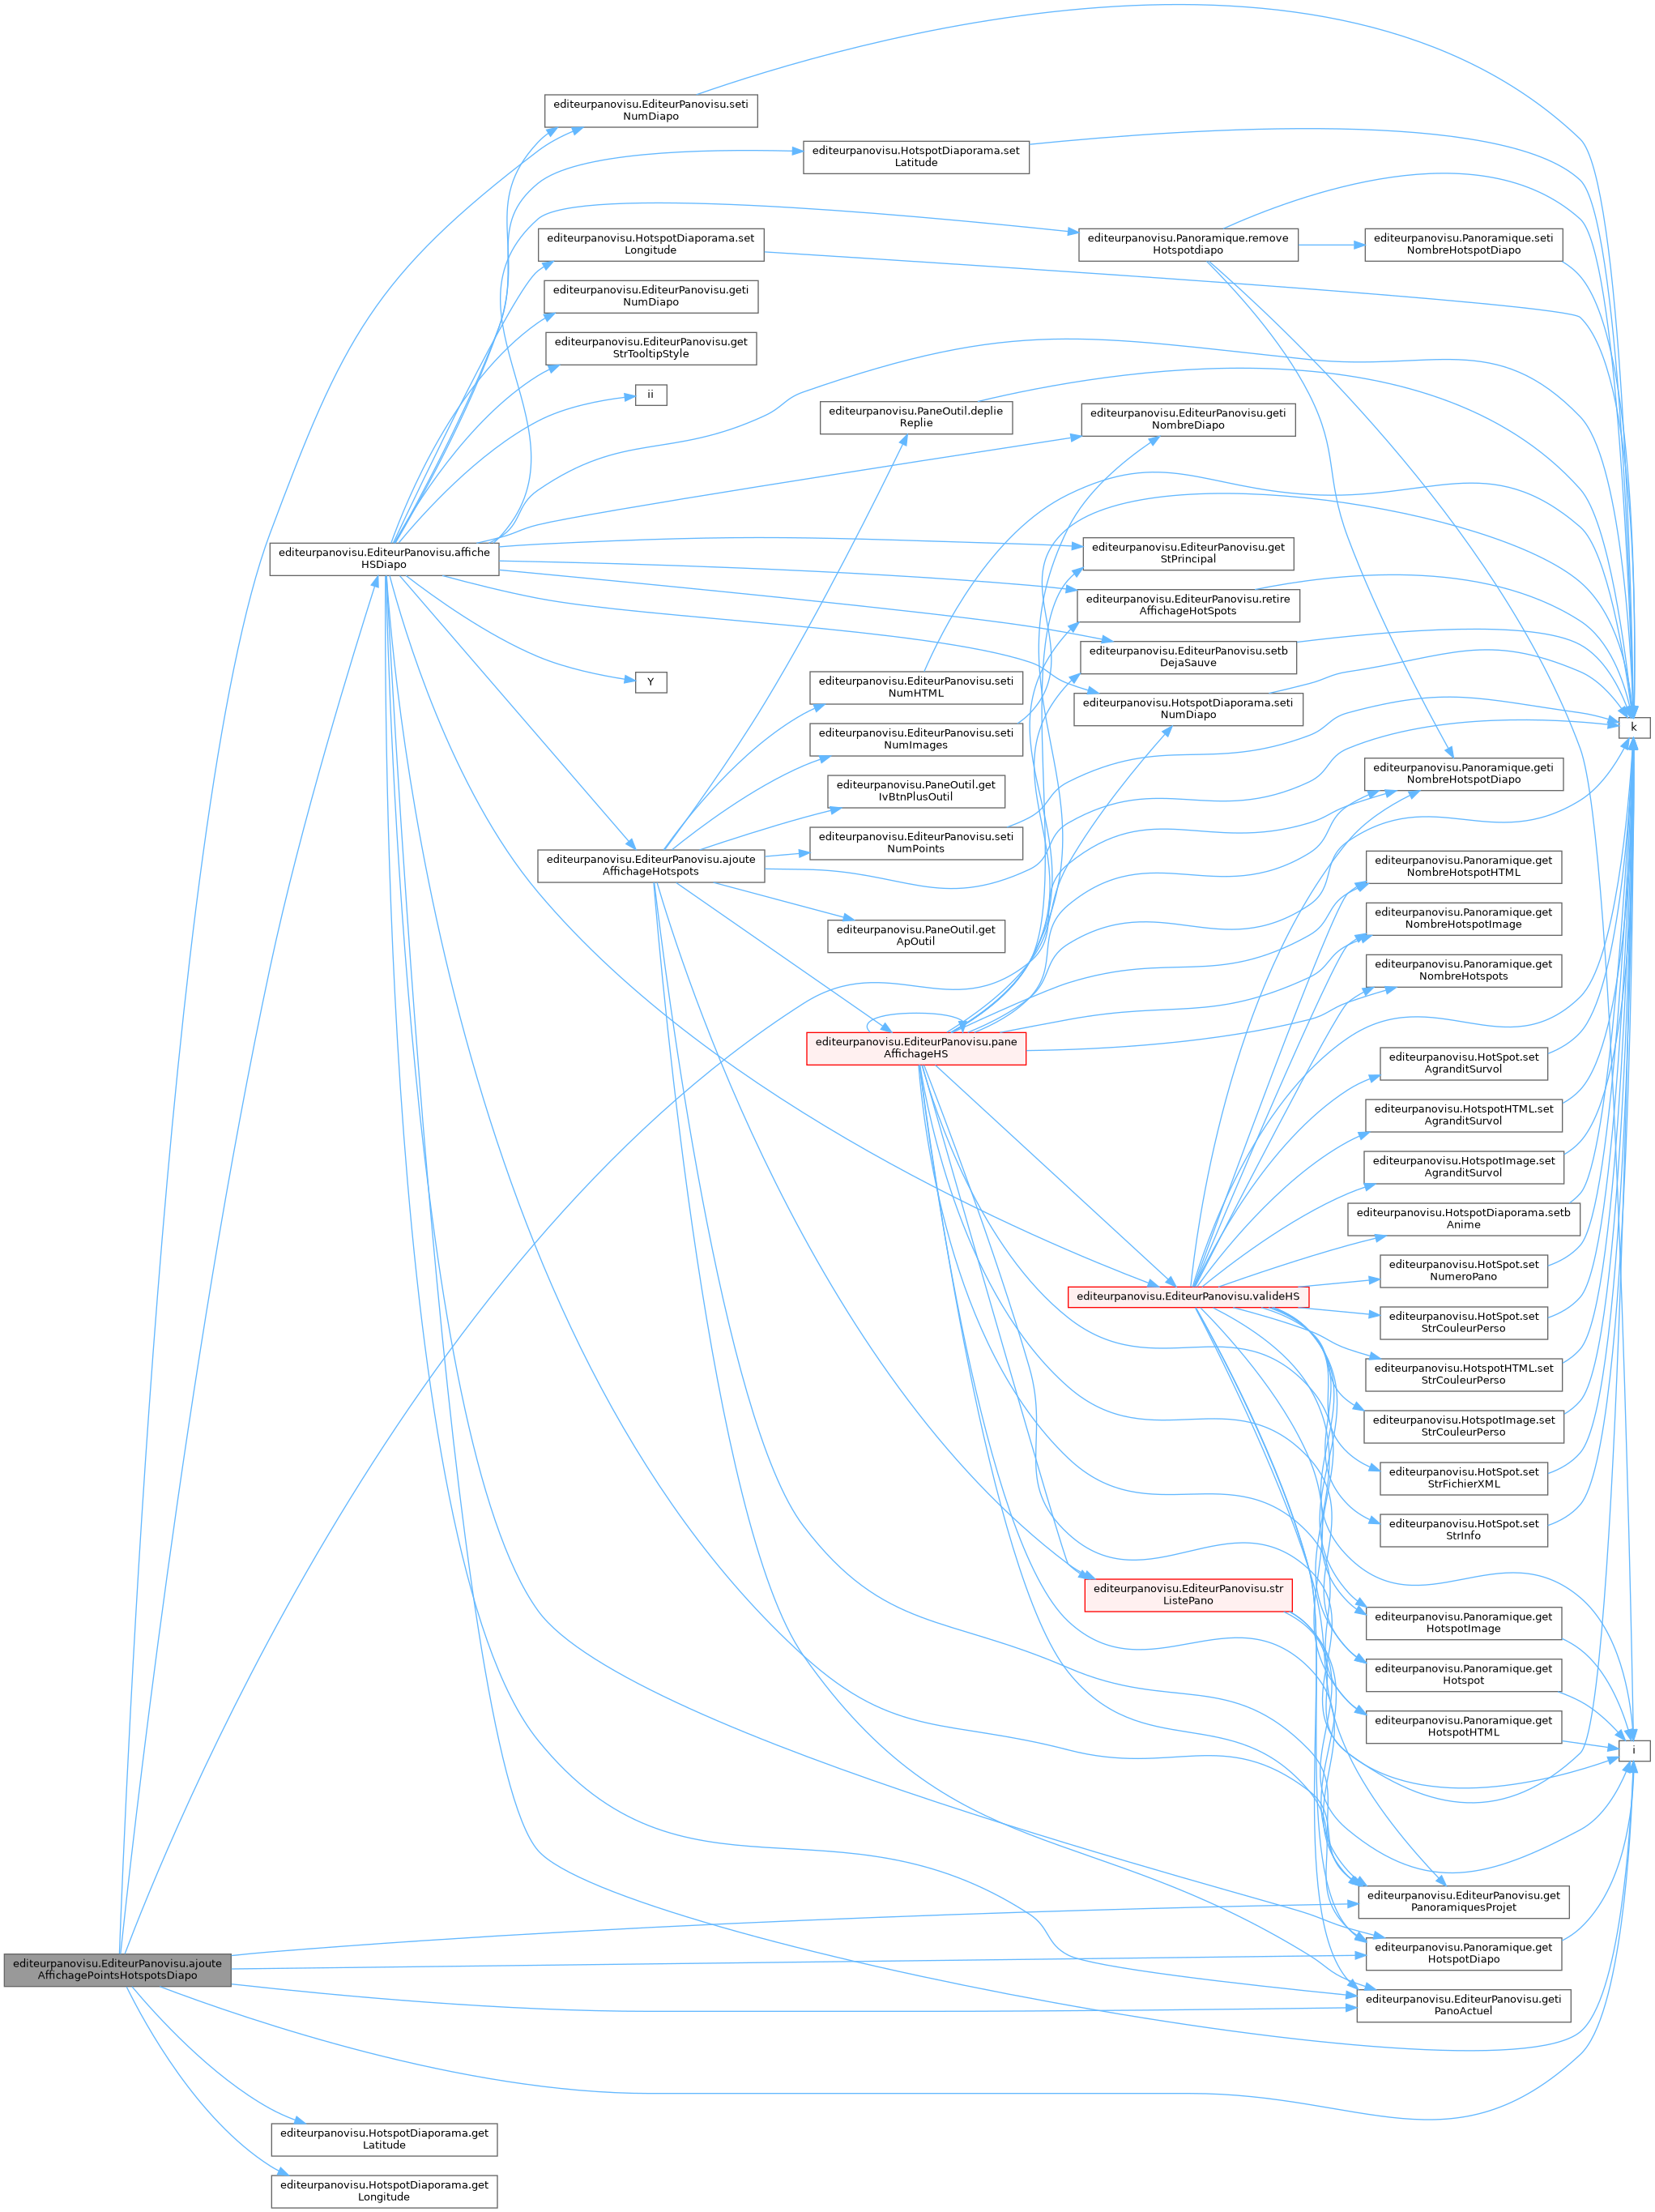 editeurpanovisu.EditeurPanovisu.seti
NumDiapo
editeurpanovisu.HotspotDiaporama.set
Latitude
editeurpanovisu.HotspotDiaporama.set
Longitude
editeurpanovisu.Panoramique.remove
Hotspotdiapo
editeurpanovisu.Panoramique.seti
NombreHotspotDiapo
editeurpanovisu.EditeurPanovisu.geti
NumDiapo
editeurpanovisu.EditeurPanovisu.get
StrTooltipStyle
ii
editeurpanovisu.PaneOutil.deplie
Replie
editeurpanovisu.EditeurPanovisu.geti
NombreDiapo
editeurpanovisu.EditeurPanovisu.affiche
HSDiapo
editeurpanovisu.EditeurPanovisu.get
StPrincipal
editeurpanovisu.EditeurPanovisu.retire
AffichageHotSpots
editeurpanovisu.EditeurPanovisu.setb
DejaSauve
Y
editeurpanovisu.EditeurPanovisu.seti
NumHTML
editeurpanovisu.HotspotDiaporama.seti
NumDiapo
k
editeurpanovisu.EditeurPanovisu.seti
NumImages
editeurpanovisu.Panoramique.geti
NombreHotspotDiapo
editeurpanovisu.PaneOutil.get
IvBtnPlusOutil
editeurpanovisu.EditeurPanovisu.seti
NumPoints
editeurpanovisu.EditeurPanovisu.ajoute
AffichageHotspots
editeurpanovisu.Panoramique.get
NombreHotspotHTML
editeurpanovisu.PaneOutil.get
ApOutil
editeurpanovisu.Panoramique.get
NombreHotspotImage
editeurpanovisu.Panoramique.get
NombreHotspots
editeurpanovisu.EditeurPanovisu.pane
AffichageHS
editeurpanovisu.HotSpot.set
AgranditSurvol
editeurpanovisu.HotspotHTML.set
AgranditSurvol
editeurpanovisu.HotspotImage.set
AgranditSurvol
editeurpanovisu.HotspotDiaporama.setb
Anime
editeurpanovisu.HotSpot.set
NumeroPano
editeurpanovisu.EditeurPanovisu.valideHS
editeurpanovisu.HotSpot.set
StrCouleurPerso
editeurpanovisu.HotspotHTML.set
StrCouleurPerso
editeurpanovisu.HotspotImage.set
StrCouleurPerso
editeurpanovisu.HotSpot.set
StrFichierXML
editeurpanovisu.HotSpot.set
StrInfo
editeurpanovisu.EditeurPanovisu.str
ListePano
editeurpanovisu.Panoramique.get
HotspotImage
editeurpanovisu.Panoramique.get
Hotspot
editeurpanovisu.Panoramique.get
HotspotHTML
i
editeurpanovisu.EditeurPanovisu.get
PanoramiquesProjet
editeurpanovisu.Panoramique.get
HotspotDiapo
editeurpanovisu.EditeurPanovisu.ajoute
AffichagePointsHotspotsDiapo
editeurpanovisu.EditeurPanovisu.geti
PanoActuel
editeurpanovisu.HotspotDiaporama.get
Latitude
editeurpanovisu.HotspotDiaporama.get
Longitude